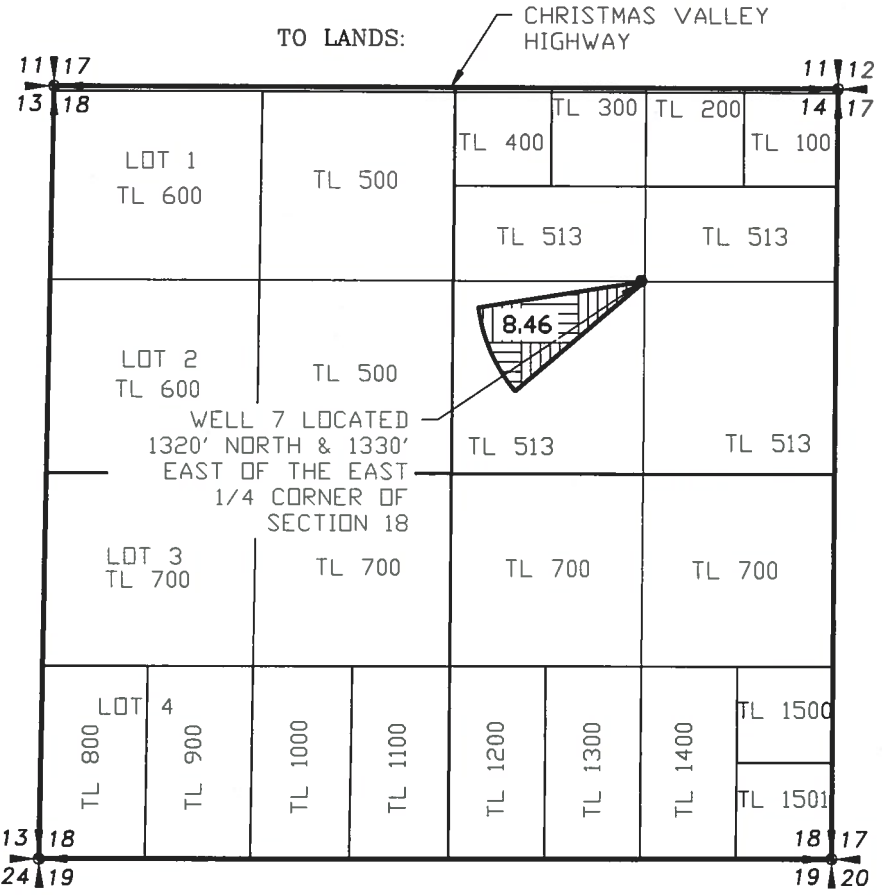 TO LANDS:
CHRISTMAS VALLEY
HIGHWAY
11 17
13 18
11 12
14 17
LOT 1
TL 600
TL 500
TL 400
TL 300
TL 200
TL 100
TL 513
TL 513
8.46
LOT 2
TL 600
TL 500
WELL 7 LOCATED
1320' NORTH & 1330'
EAST OF THE EAST
1/4 CORNER OF
SECTION 18
TL 513
TL 513
LOT 3
TL 700
TL 700
TL 700
TL 700
LOT 4
TL 800
TL 900
TL 1000
TL 1100
TL 1200
TL 1300
TL 1400
TL 1500
TL 1501
13 18
24 19
18 17
19 20